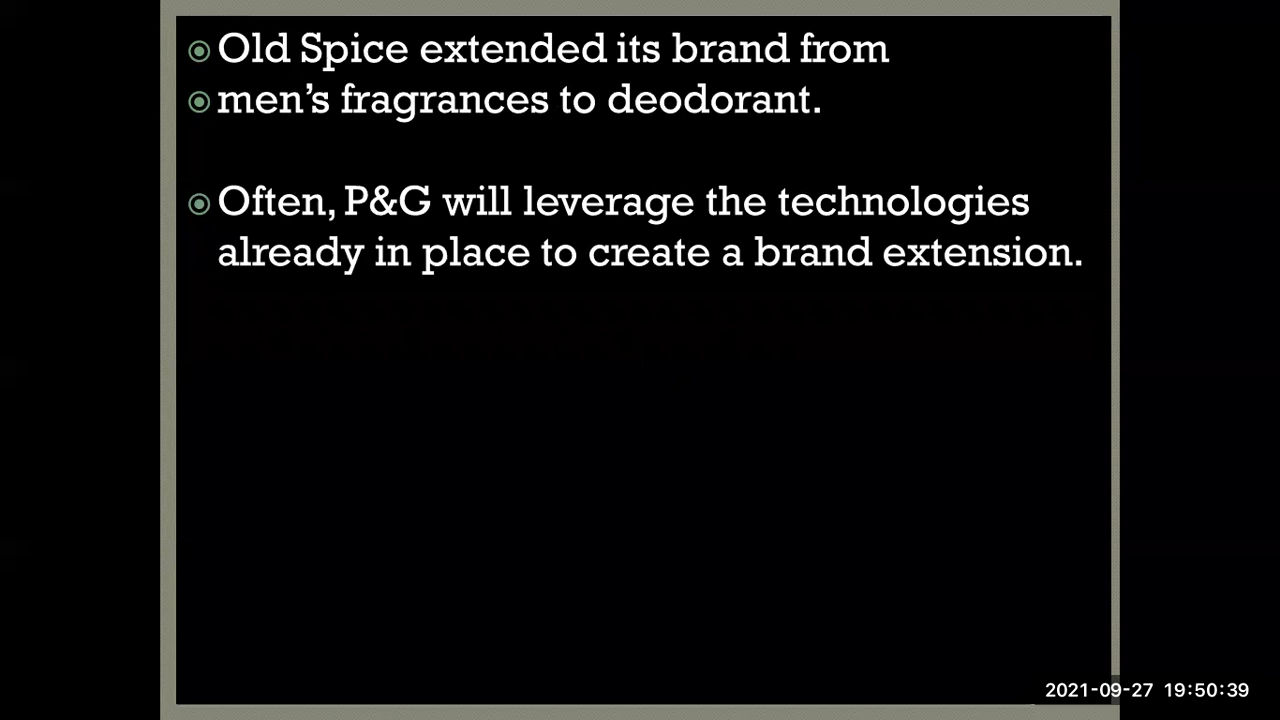 Old Spice extended its brand from
men’s fragrances to deodorant.
Often, P&G will leverage the technologies
already in place to create a brand extension.
2021-09-27 19:50:39